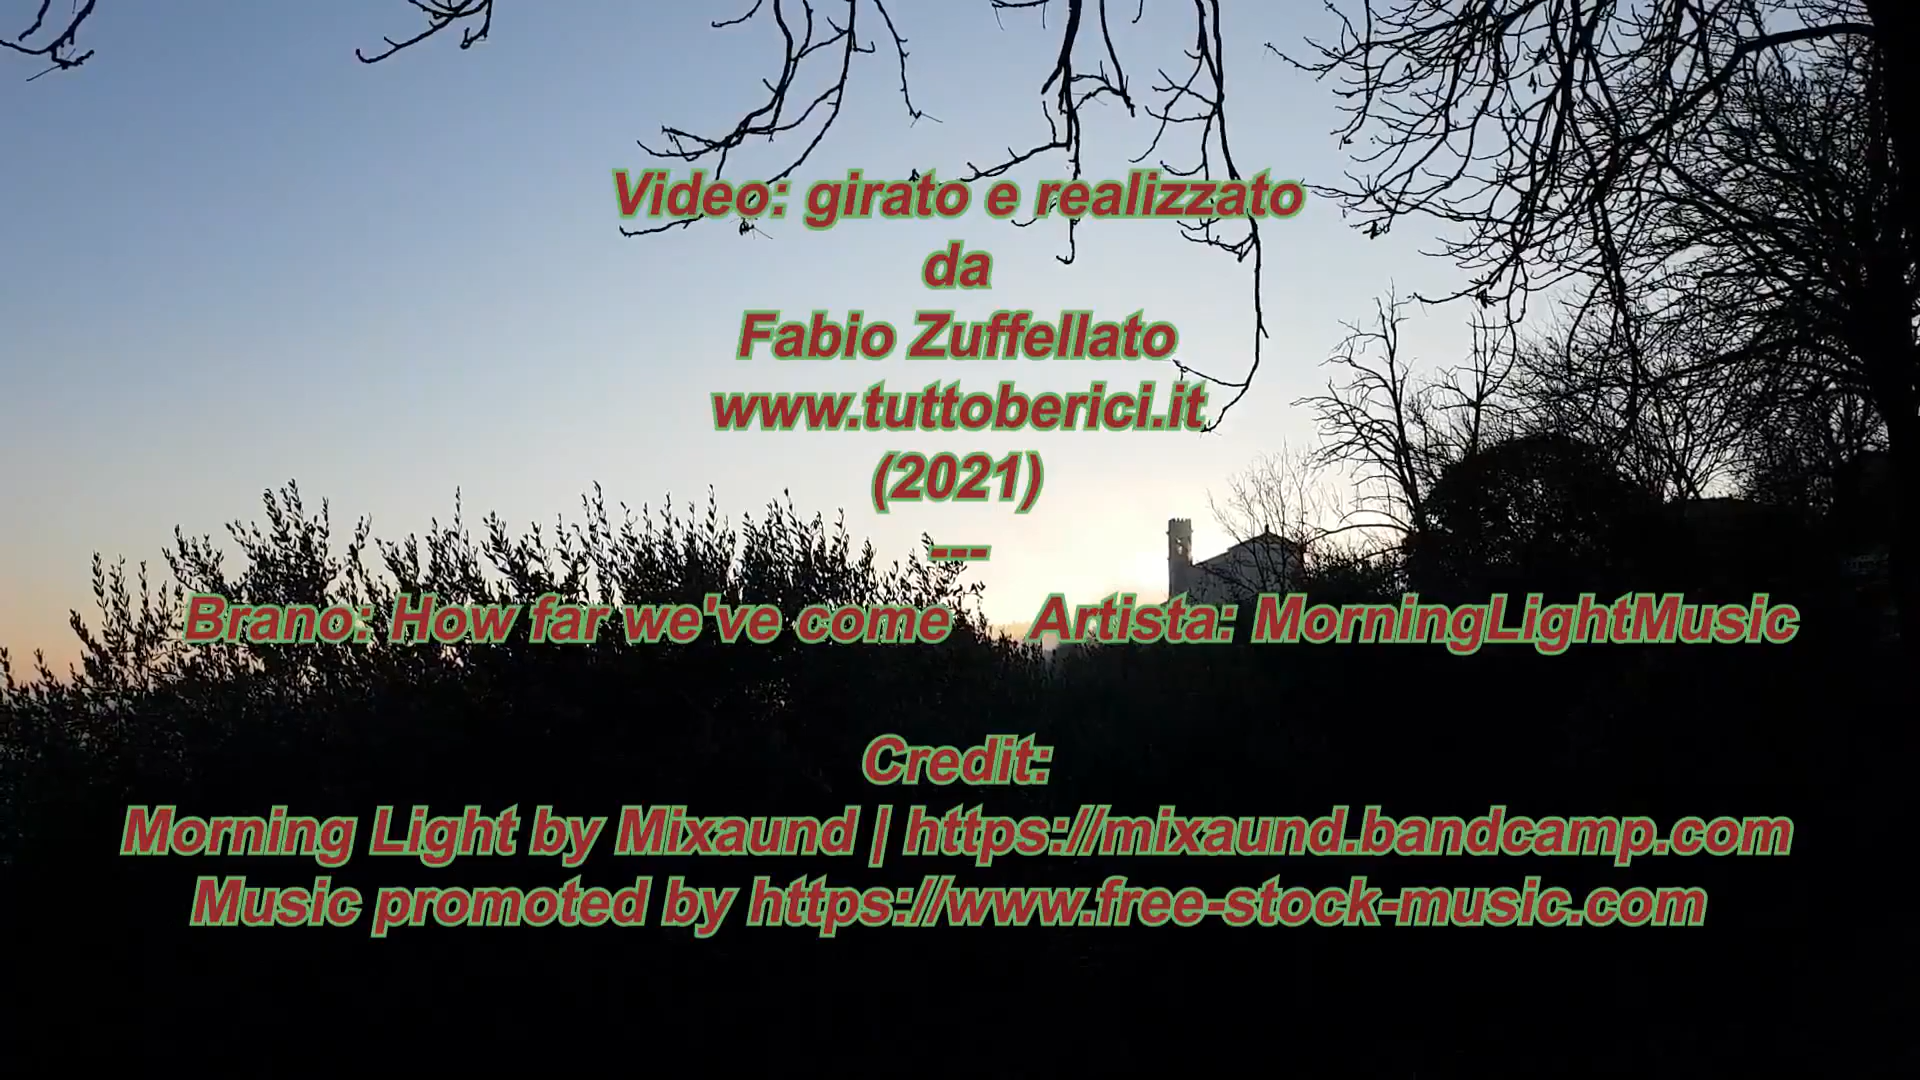 Video: girato e realizzato
da
Fabio Zuffellato
www.tuttoberici.it
(2021)
---
Brano: How far we've come    Artista: MorningLightMusic
Credit:
Morning Light by Mixaund | https://mixaund.bandcamp.com
Music promoted by https://www.free-stock-music.com